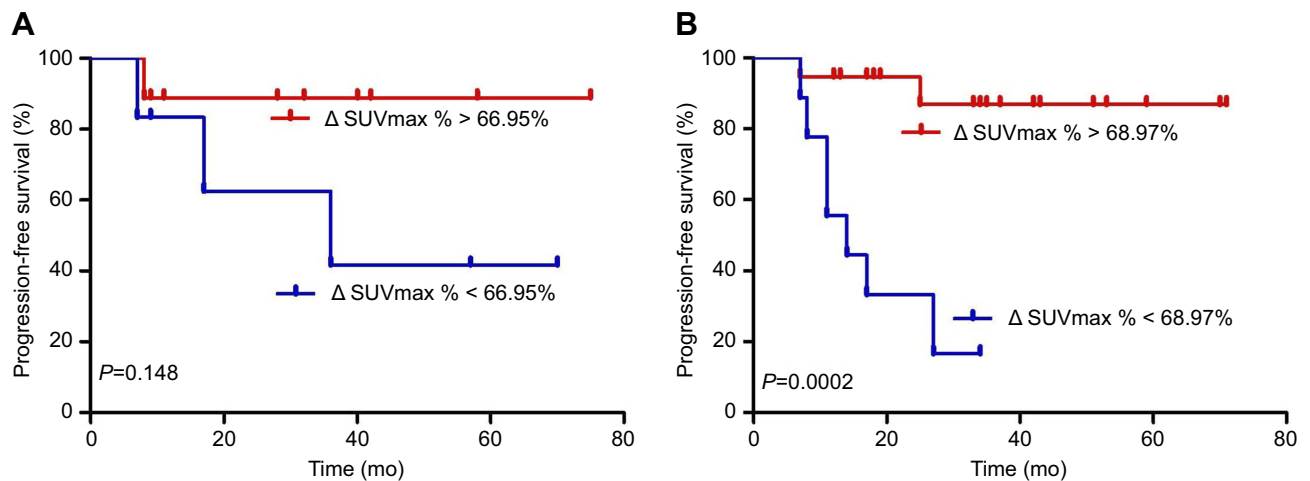 A
Progression-free survival (%)
100
80
60
40
20
0
Δ SUVmax % > 66.95%
Δ SUVmax % < 66.95%
P=0.148
0 20 40 60 80
Time (mo)
B
Progression-free survival (%)
100
80
60
40
20
0
Δ SUVmax % > 68.97%
Δ SUVmax % < 68.97%
P=0.0002
0 20 40 60 80
Time (mo)